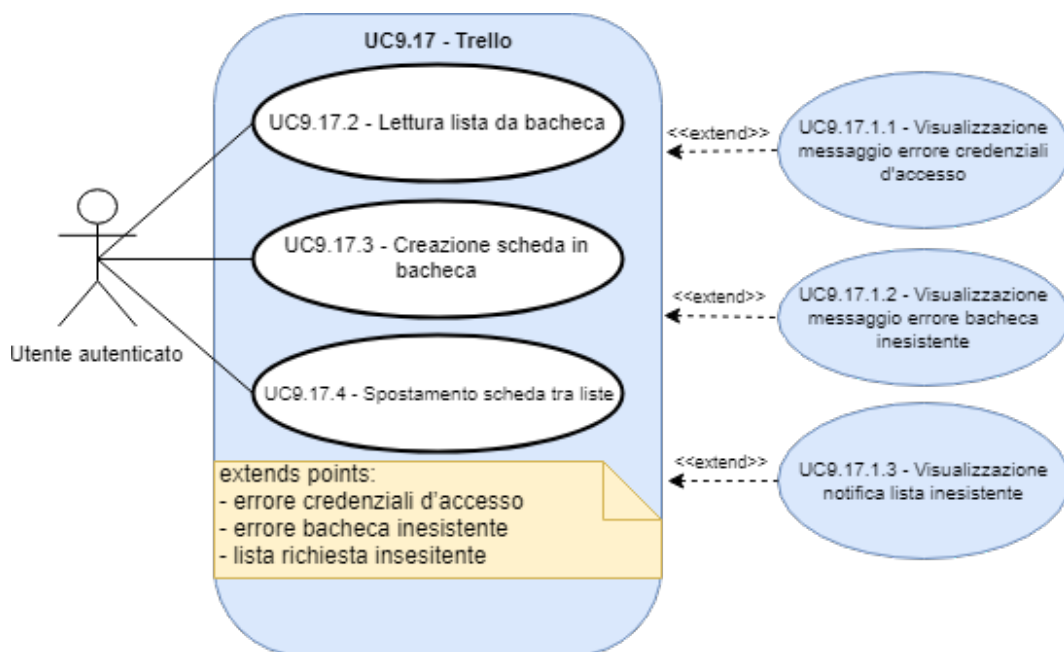 UC9.17 - Trello
UC9.17.2 - Lettura lista da bacheca
UC9.17.3 - Creazione scheda in
bacheca
UC9.17.4 - Spostamento scheda tra liste
Utente autenticato
extends points:
- errore credenziali d'accesso
- errore bacheca inesistente
- lista richiesta insesitente
<<extend>>
UC9.17.1.1 - Visualizzazione
messaggio errore credenziali
d'accesso
<<extend>>
UC9.17.1.2 - Visualizzazione
messaggio errore bacheca
inesistente
<<extend>>
UC9.17.1.3 - Visualizzazione
notifica lista inesistente